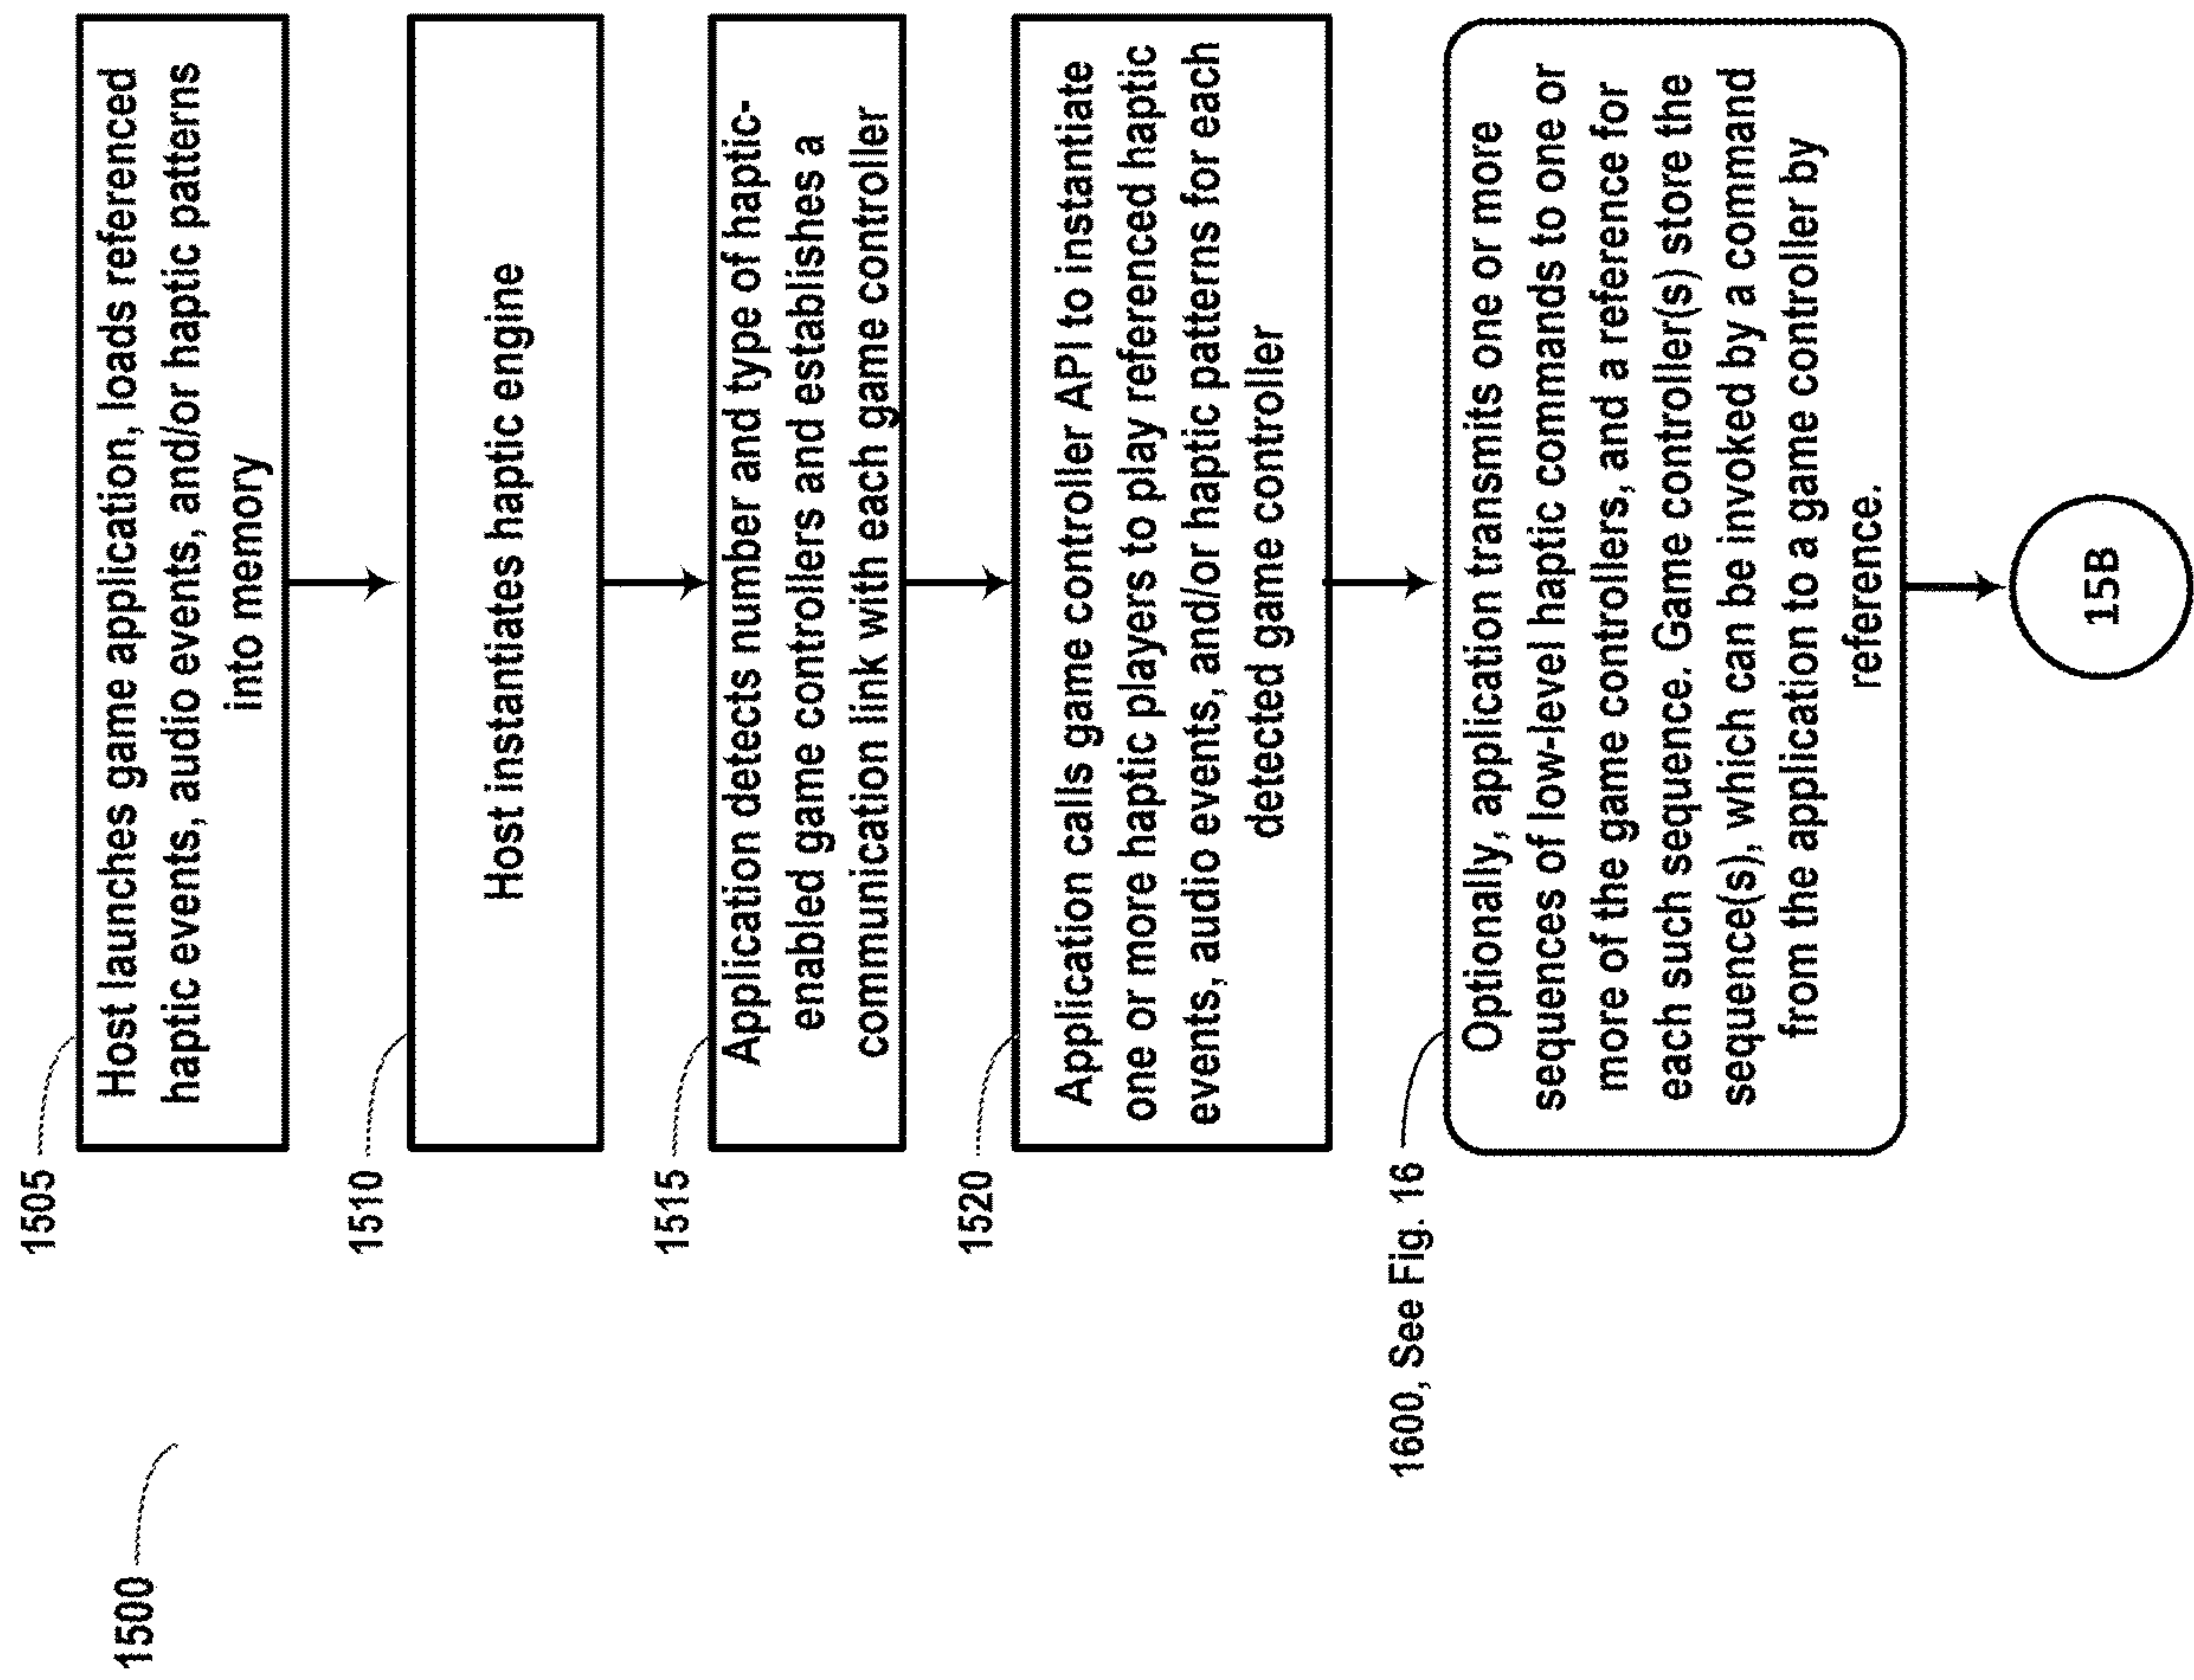 1500
1505
Host launches game application, loads referenced
haptic events, audio events, and/or haptic patterns
into memory
1510
Host instantiates haptic engine
1515
Application detects number and type of haptic-
enabled game controllers and establishes a
communication link with each game controller
1520
Application calls game controller API to instantiate
one or more haptic players to play referenced haptic
events, audio events, and/or haptic patterns for each
detected game controller
1600, See Fig. 16
Optionally, application transmits one or more
sequences of low-level haptic commands to one or
more of the game controllers, and a reference for
each such sequence. Game controller(s) store the
sequence(s), which can be invoked by a command
from the application to a game controller by
reference.
15B